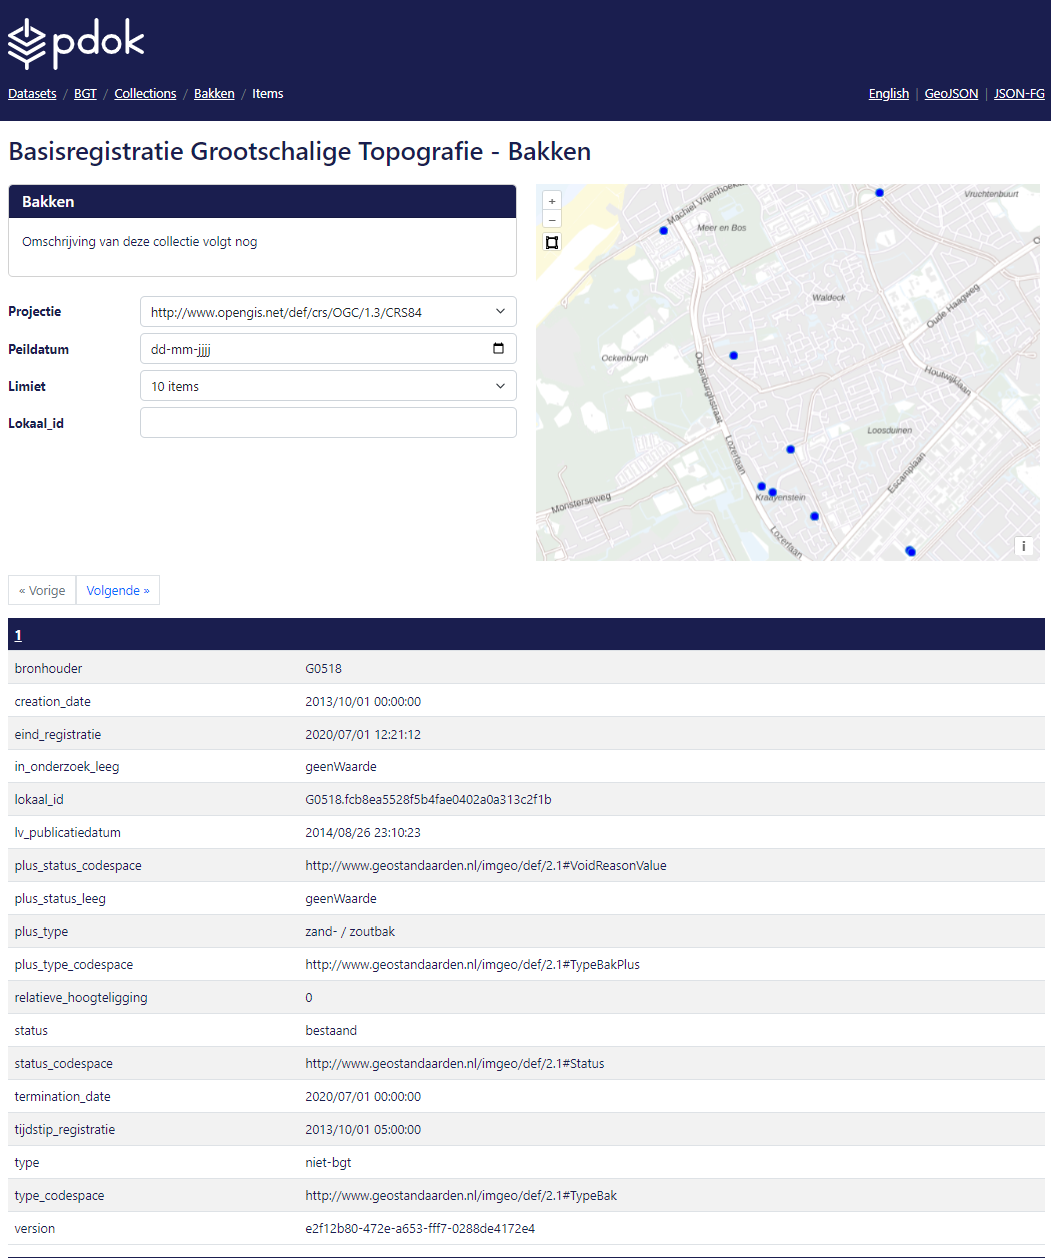 pdok
Datasets / BGT / Collections / Bakken / Items
English | GeoJSON | JSON-FG
Basisregistratie Grootschalige Topografie - Bakken
Bakken
Omschrijving van deze collectie volgt nog
Projectie http://www.opengis.net/def/crs/OGC/1.3/CRS84
Peildatum dd-mm-jjjj
Limiet 10 items
Lokaal_id
+
−
Machiel Vrijenhoek
Vruchtenbuurt
Meer en Bos
Waldeck
Oude Haagweg
Ockenburgh
Ockenburghstraat
Houtwijklaan
Loosduinen
Lozerlaan
Escamplaan
Monsterseweg
Kraayenstein
Lozerlaan
i
« Vorige Volgende »
1
bronhouder G0518
creation_date 2013/10/01 00:00:00
eind_registratie 2020/07/01 12:21:12
in_onderzoek_leeg geenWaarde
lokaal_id G0518.fcb8ea5528f5b4fae0402a0a313c2f1b
lv_publicatiedatum 2014/08/26 23:10:23
plus_status_codespace http://www.geostandaarden.nl/imgeo/def/2.1#VoidReasonValue
plus_status_leeg geenWaarde
plus_type zand- / zoutbak
plus_type_codespace http://www.geostandaarden.nl/imgeo/def/2.1#TypeBakPlus
relatieve_hoogteligging 0
status bestaand
status_codespace http://www.geostandaarden.nl/imgeo/def/2.1#Status
termination_date 2020/07/01 00:00:00
tijdstip_registratie 2013/10/01 05:00:00
type niet-bgt
type_codespace http://www.geostandaarden.nl/imgeo/def/2.1#TypeBak
version e2f12b80-472e-a653-fff7-0288de4172e4